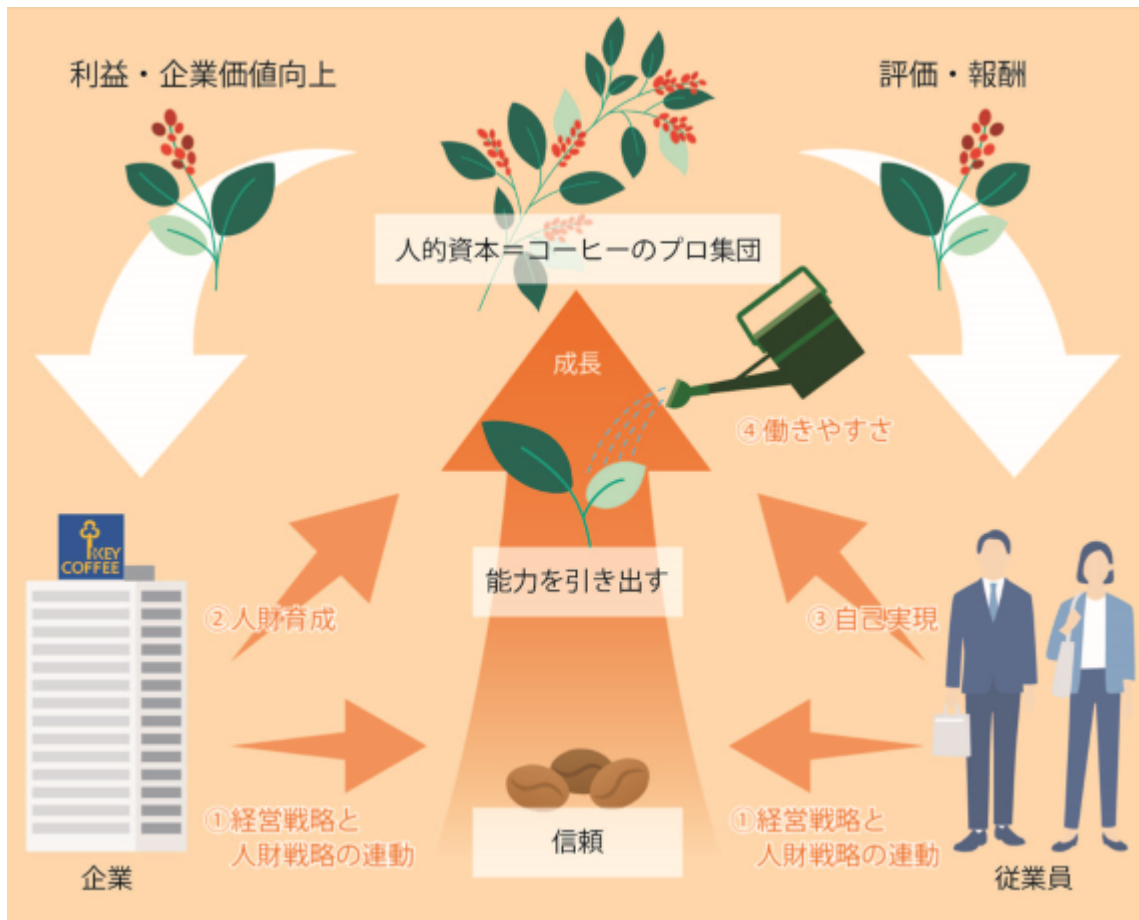 利益・企業価値向上
評価・報酬
人的資本＝コーヒーのプロ集団
成長
④働きやすさ
KEY
COFFEE
能力を引き出す
②人財育成
③自己実現
①経営戦略と
人財戦略の連動
信頼
①経営戦略と
人財戦略の連動
企業
従業員